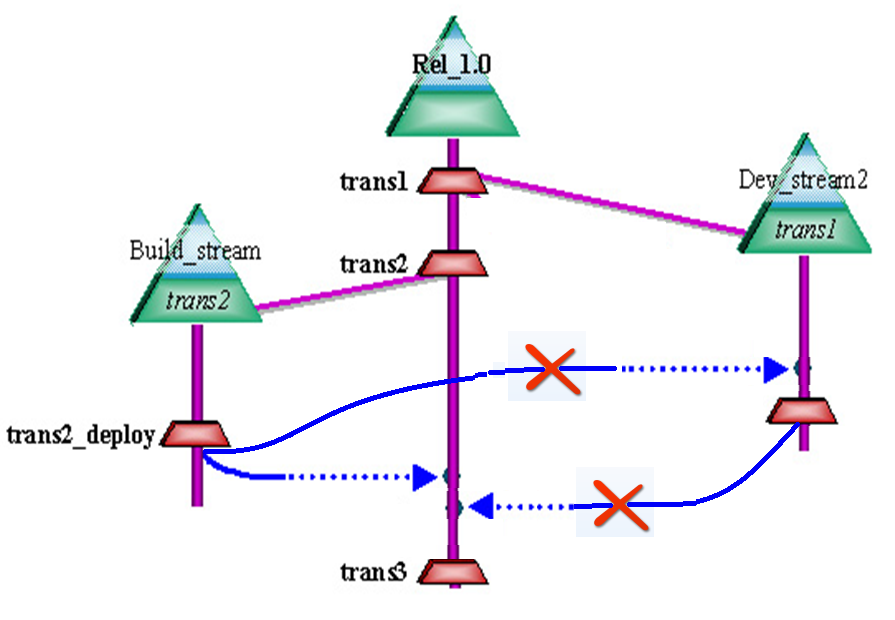 Rel_1.0
trans1
Dev_stream2
trans1
Build_stream
trans2
trans2
trans2_deploy
trans3